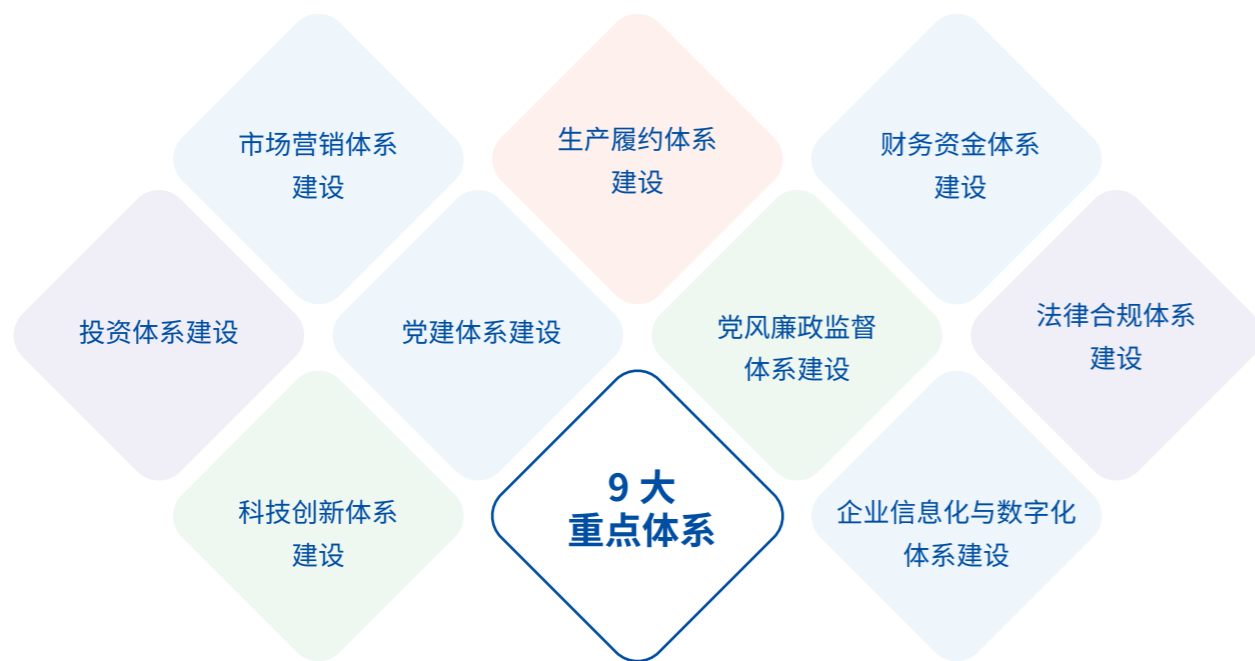 市场营销体系
建设
生产履约体系
建设
财务资金体系
建设
投资体系建设
党建体系建设
党风廉政监督
体系建设
法律合规体系
建设
科技创新体系
建设
9 大
重点体系
企业信息化与数字化
体系建设